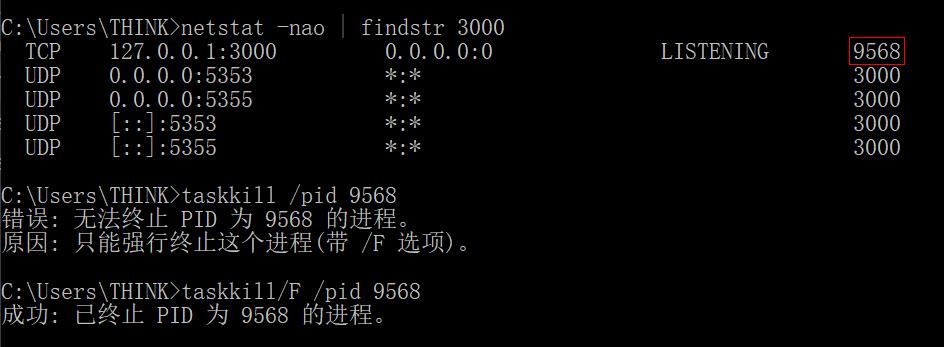 C:\Users\THINK>netstat -nao | findstr 3000
TCP 127.0.0.1:3000 0.0.0.0:0 LISTENING 9568
UDP 0.0.0.0:5353 *:* 3000
UDP 0.0.0.0:5355 *:* 3000
UDP [::]:5353 *:* 3000
UDP [::]:5355 *:* 3000
C:\Users\THINK>taskkill /pid 9568
错误: 无法终止 PID 为 9568 的进程。
原因: 只能强行终止这个进程(带 /F 选项)。
C:\Users\THINK>taskkill/F /pid 9568
成功: 已终止 PID 为 9568 的进程。